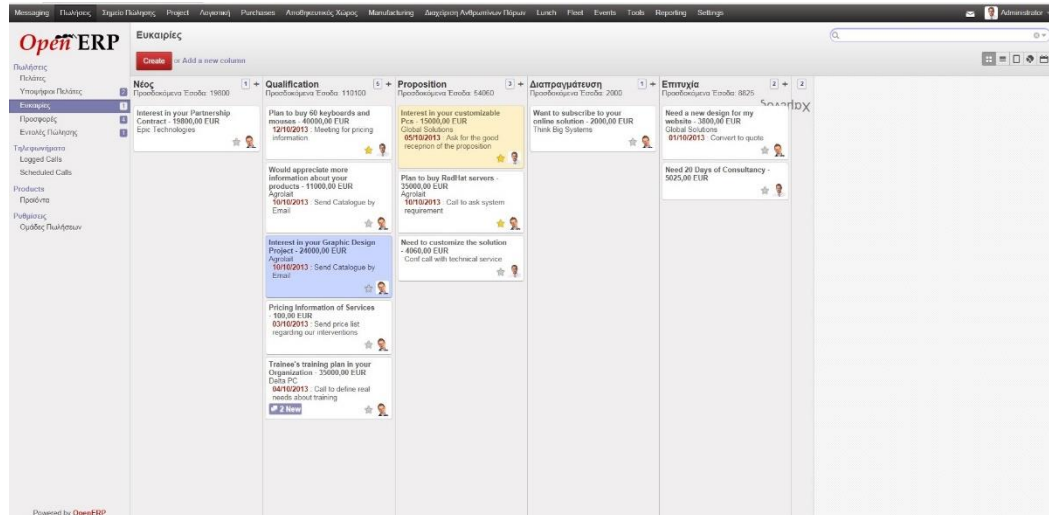 Messaging Πωλήσεις Σημείο Πώλησης Project Λογιστική Purchases Αποθηκευτικός Χώρος Manufacturing Διαχείριση Ανθρωπίνων Πόρων Lunch Fleet Events Tools Reporting Settings Administrator
Open ERP
Πωλήσεις
Πελάτες
Υποψήφιοι Πελάτες 2
Ευκαιρίες 1
Προσφορές 4
Εντολές Πώλησης
Τηλεφωνήματα
Logged Calls
Scheduled Calls
Products
Προϊόντα
Ρυθμίσεις
Ομάδες Πωλήσεων
Powered by OpenERP
Ευκαιρίες
Create or Add a new column
Νέος 1 +
Προσδοκώμενα Έσοδα: 19800
Interest in your Partnership
Contract - 19800,00 EUR
Epic Technologies
Qualification 5 +
Προσδοκώμενα Έσοδα: 110100
Plan to buy 60 keyboards and
mouses - 40000,00 EUR
12/10/2013 : Meeting for pricing
information
Would appreciate more
information about your
products - 11000,00 EUR
Agrolait
10/10/2013 : Send Catalogue by
Email
Interest in your Graphic Design
Project - 24000,00 EUR
Agrolait
10/10/2013 : Send Catalogue by
Email
Pricing Information of Services
- 100,00 EUR
03/10/2013 : Send price list
regarding our interventions
Trainee's training plan in your
Organization - 35000,00 EUR
Delta PC
04/10/2013 : Call to define real
needs about training
2 New
Proposition 3 +
Προσδοκώμενα Έσοδα: 54060
Interest in your customizable
Pcs - 15000,00 EUR
Global Solutions
05/10/2013 : Ask for the good
receprion of the proposition
Plan to buy RedHat servers -
35000,00 EUR
Agrolait
10/10/2013 : Call to ask system
requirement
Need to customize the solution
- 4060,00 EUR
Conf call with technical service
Διαπραγμάτευση 1 +
Προσδοκώμενα Έσοδα: 2000
Want to subscribe to your
online solution - 2000,00 EUR
Think Big Systems
Επιτυχία 2 +
Προσδοκώμενα Έσοδα: 8825
Need a new design for my
website - 3800,00 EUR
Global Solutions
01/10/2013 : Convert to quote
Need 20 Days of Consultancy -
5025,00 EUR
2